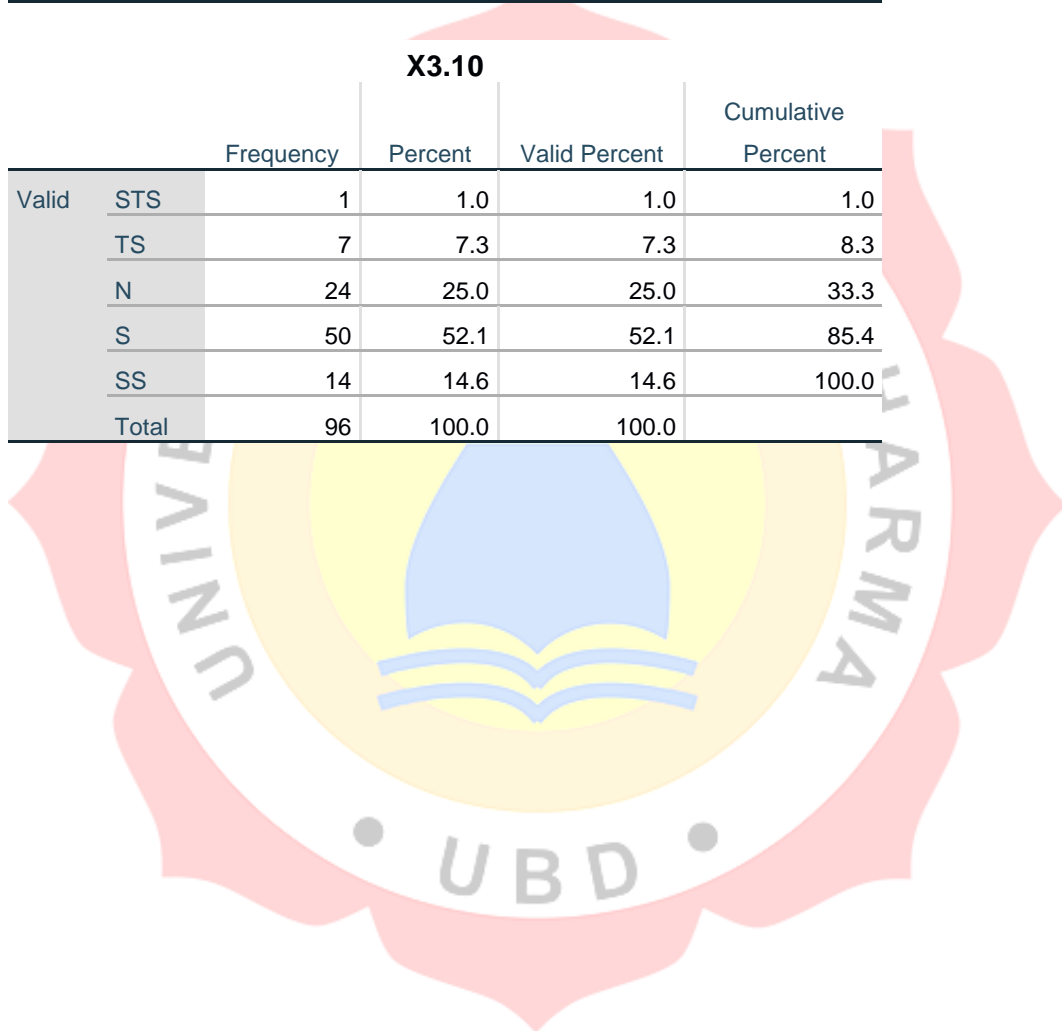 X3.10
Frequency Percent Valid Percent Cumulative Percent
Valid STS 1 1.0 1.0 1.0
TS 7 7.3 7.3 8.3
N 24 25.0 25.0 33.3
S 50 52.1 52.1 85.4
SS 14 14.6 14.6 100.0
Total 96 100.0 100.0
UBD